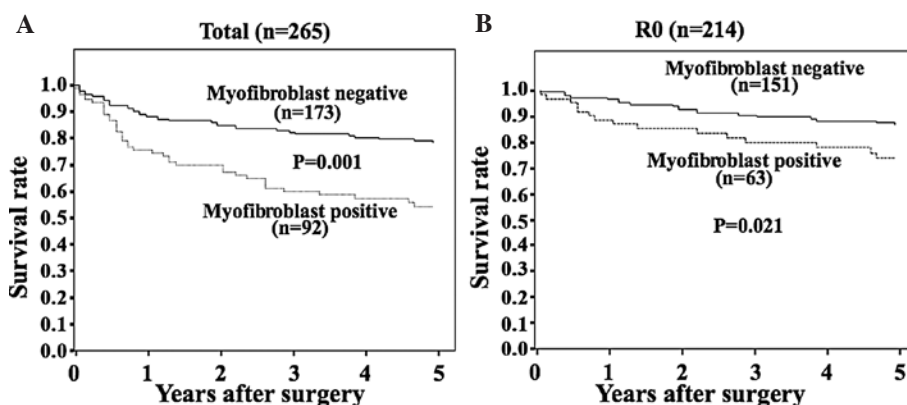 A
Total (n=265)
Survival rate
1.0
0.9
0.8
0.7
0.6
0.5
0.4
0.3
0.2
0.1
0.0
Myofibroblast negative
(n=173)
P=0.001
Myofibroblast positive
(n=92)
0 1 2 3 4 5
Years after surgery
B
R0 (n=214)
Survival rate
1.0
0.9
0.8
0.7
0.6
0.5
0.4
0.3
0.2
0.1
0.0
Myofibroblast negative
(n=151)
Myofibroblast positive
(n=63)
P=0.021
0 1 2 3 4 5
Years after surgery